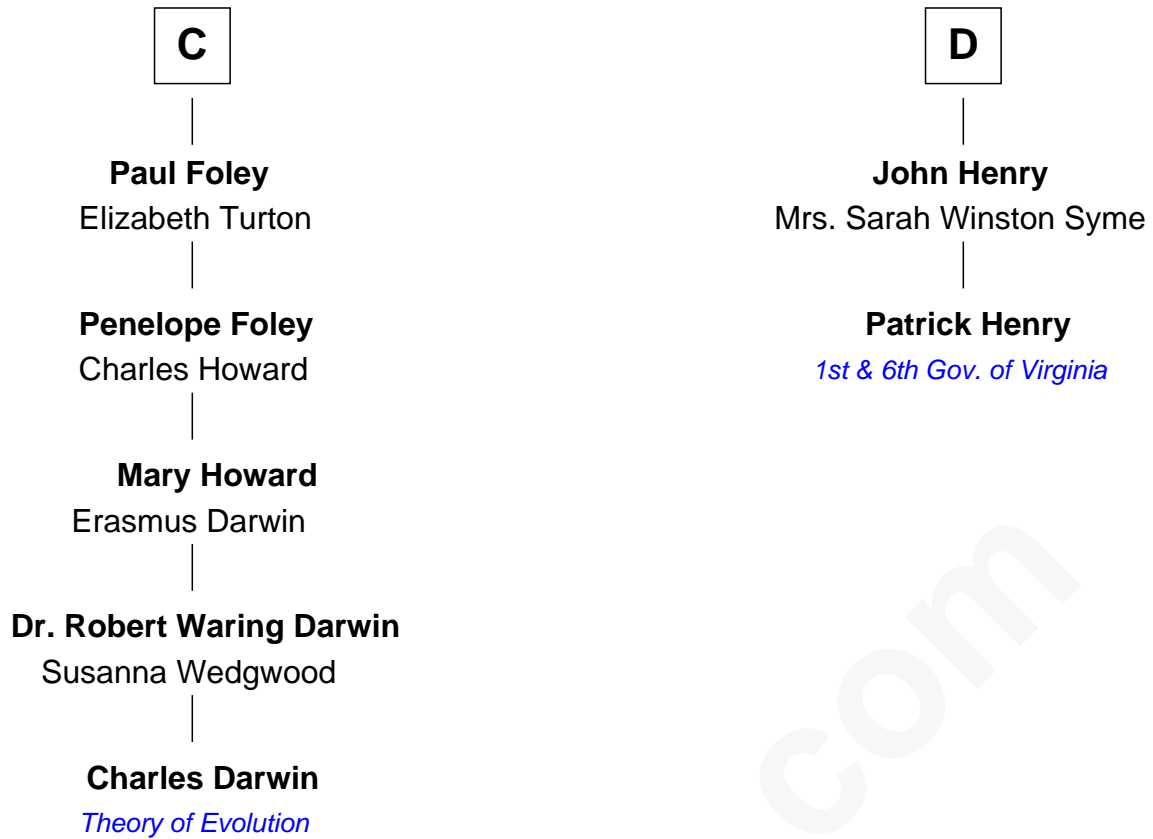 C
Paul Foley
Elizabeth Turton
Penelope Foley
Charles Howard
Mary Howard
Erasmus Darwin
Dr. Robert Waring Darwin
Susanna Wedgwood
Charles Darwin
Theory of Evolution
D
John Henry
Mrs. Sarah Winston Syme
Patrick Henry
1st & 6th Gov. of Virginia
com